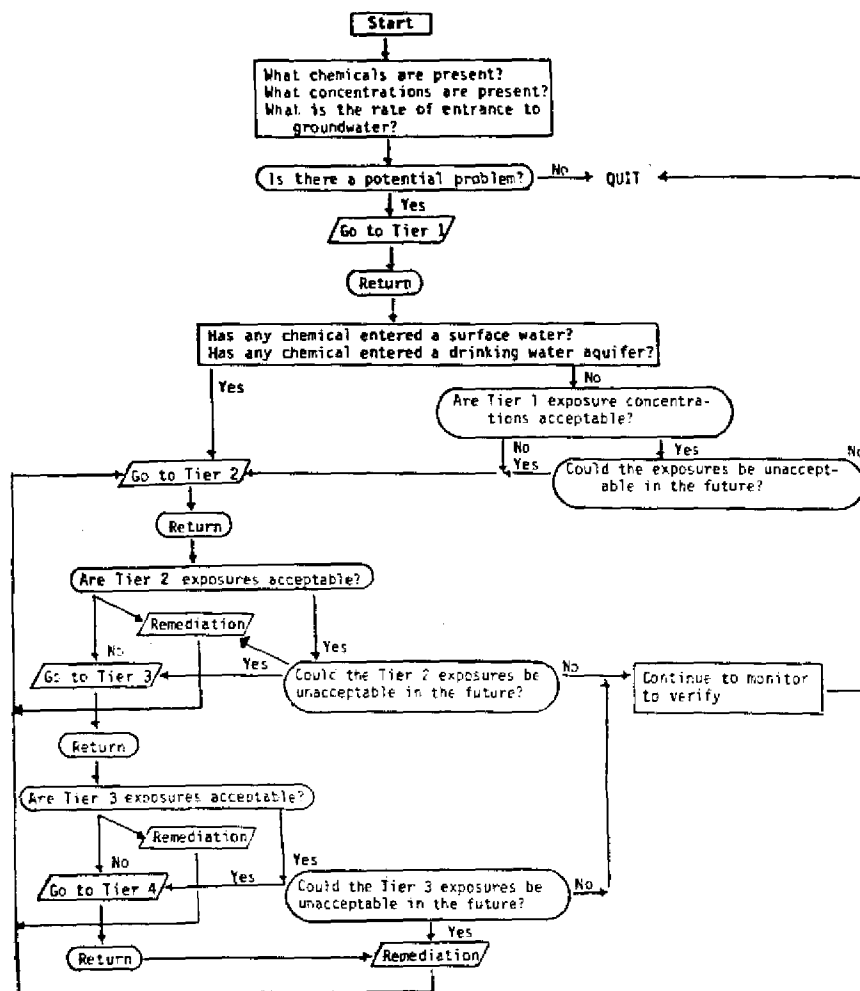 Start
What chemicals are present?
What concentrations are present?
What is the rate of entrance to
groundwater?
Is there a potential problem?
No
QUIT
Yes
Go to Tier 1
Return
Has any chemical entered a surface water?
Has any chemical entered a drinking water aquifer?
Yes
No
Are Tier 1 exposure concentra-
tions acceptable?
No
Yes
Yes
No
Could the exposures be unaccept-
able in the future?
Go to Tier 2
Return
Are Tier 2 exposures acceptable?
Remediation
Yes
No
Go to Tier 3
Yes
Could the Tier 2 exposures be
unacceptable in the future?
No
Continue to monitor
to verify
Return
Are Tier 3 exposures acceptable?
Remediation
Yes
No
Go to Tier 4
Yes
Could the Tier 3 exposures be
unacceptable in the future?
No
Yes
Return
Remediation